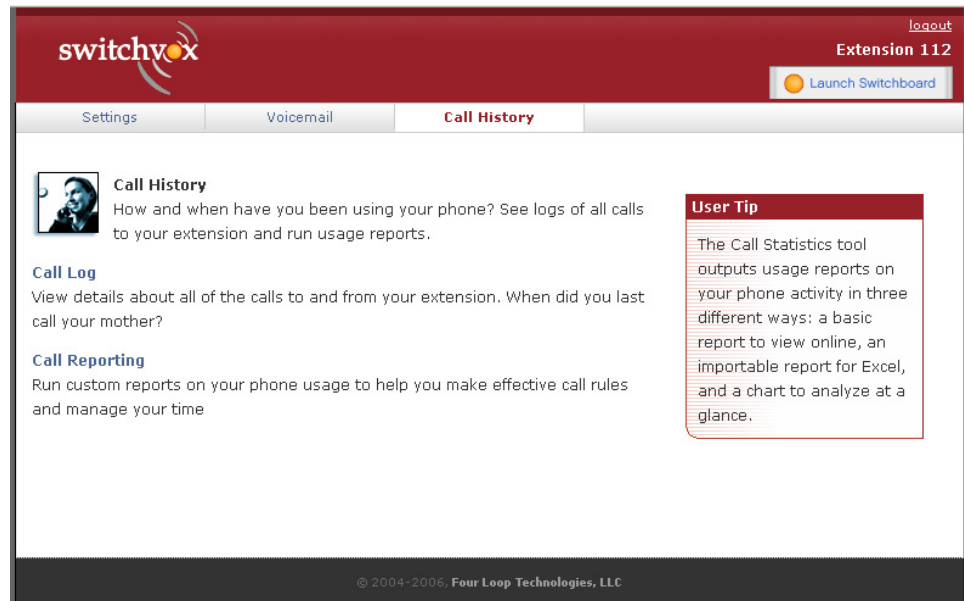 logout
switchvox
Extension 112
Launch Switchboard
Settings
Voicemail
Call History
Call History
How and when have you been using your phone? See logs of all calls
to your extension and run usage reports.
Call Log
View details about all of the calls to and from your extension. When did you last
call your mother?
Call Reporting
Run custom reports on your phone usage to help you make effective call rules
and manage your time
User Tip
The Call Statistics tool
outputs usage reports on
your phone activity in three
different ways: a basic
report to view online, an
importable report for Excel,
and a chart to analyze at a
glance.
© 2004-2006, Four Loop Technologies, LLC